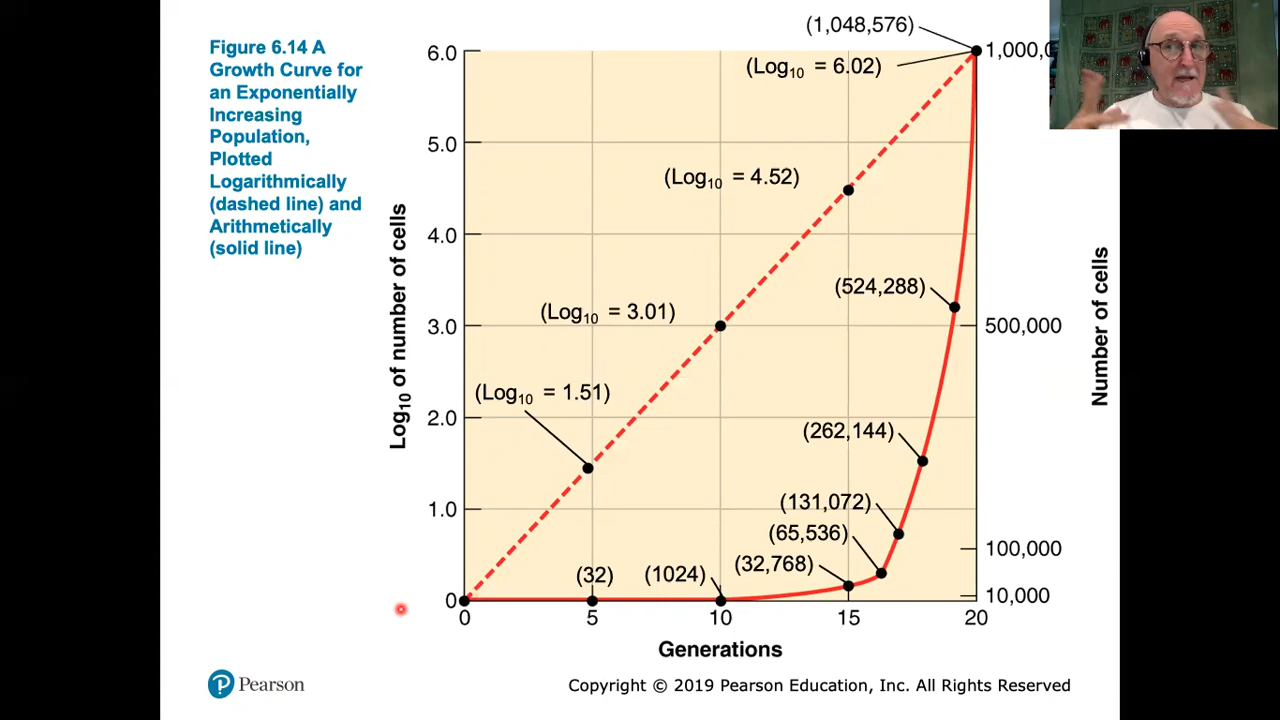 Figure 6.14 A
Growth Curve for
an Exponentially
Increasing
Population,
Plotted
Logarithmically
(dashed line) and
Arithmetically
(solid line)
Log10 of number of cells
6.0
5.0
4.0
3.0
2.0
1.0
0
(1,048,576)
(Log10 = 6.02)
(Log10 = 4.52)
(Log10 = 3.01)
(Log10 = 1.51)
(524,288)
(262,144)
(131,072)
(65,536)
(32,768)
(32)
(1024)
500,000
100,000
10,000
Number of cells
0 5 10 15 20
Generations
Pearson
Copyright © 2019 Pearson Education, Inc. All Rights Reserved